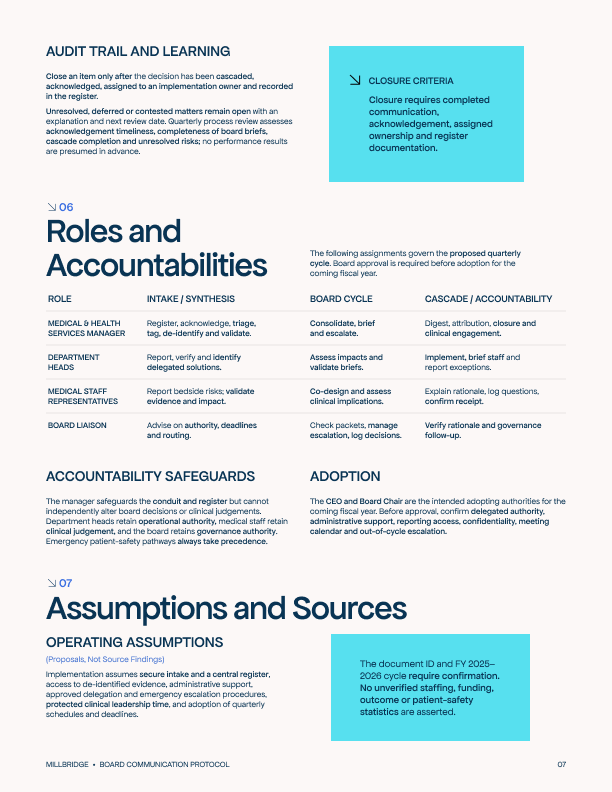 AUDIT TRAIL AND LEARNING
Close an item only after the decision has been cascaded,
acknowledged, assigned to an implementation owner and recorded
in the register.
Unresolved, deferred or contested matters remain open with an
explanation and next review date. Quarterly process review assesses
acknowledgement timeliness, completeness of board briefs,
cascade completion and unresolved risks; no performance results
are presumed in advance.
CLOSURE CRITERIA
Closure requires completed
communication,
acknowledgement, assigned
ownership and register
documentation.
06
Roles and
Accountabilities
The following assignments govern the proposed quarterly
cycle. Board approval is required before adoption for the
coming fiscal year.
ROLE INTAKE / SYNTHESIS BOARD CYCLE CASCADE / ACCOUNTABILITY
MEDICAL & HEALTH Register, acknowledge, triage, Consolidate, brief Digest, attribution, closure and
SERVICES MANAGER tag, de-identify and validate. and escalate. clinical engagement.
DEPARTMENT Report, verify and identify Assess impacts and Implement, brief staff and
HEADS delegated solutions. validate briefs. report exceptions.
MEDICAL STAFF Report bedside risks; validate Co-design and assess Explain rationale, log questions,
REPRESENTATIVES evidence and impact. clinical implications. confirm receipt.
BOARD LIAISON Advise on authority, deadlines Check packets, manage Verify rationale and governance
and routing. escalation, log decisions. follow-up.
ACCOUNTABILITY SAFEGUARDS
The manager safeguards the conduit and register but cannot
independently alter board decisions or clinical judgements.
Department heads retain operational authority, medical staff retain
clinical judgement, and the board retains governance authority.
Emergency patient-safety pathways always take precedence.
ADOPTION
The CEO and Board Chair are the intended adopting authorities for the
coming fiscal year. Before approval, confirm delegated authority,
administrative support, reporting access, confidentiality, meeting
calendar and out-of-cycle escalation.
07
Assumptions and Sources
OPERATING ASSUMPTIONS
(Proposals, Not Source Findings)
Implementation assumes secure intake and a central register,
access to de-identified evidence, administrative support,
approved delegation and emergency escalation procedures,
protected clinical leadership time, and adoption of quarterly
schedules and deadlines.
The document ID and FY 2025–
2026 cycle require confirmation.
No unverified staffing, funding,
outcome or patient-safety
statistics are asserted.
MILLBRIDGE • BOARD COMMUNICATION PROTOCOL 07